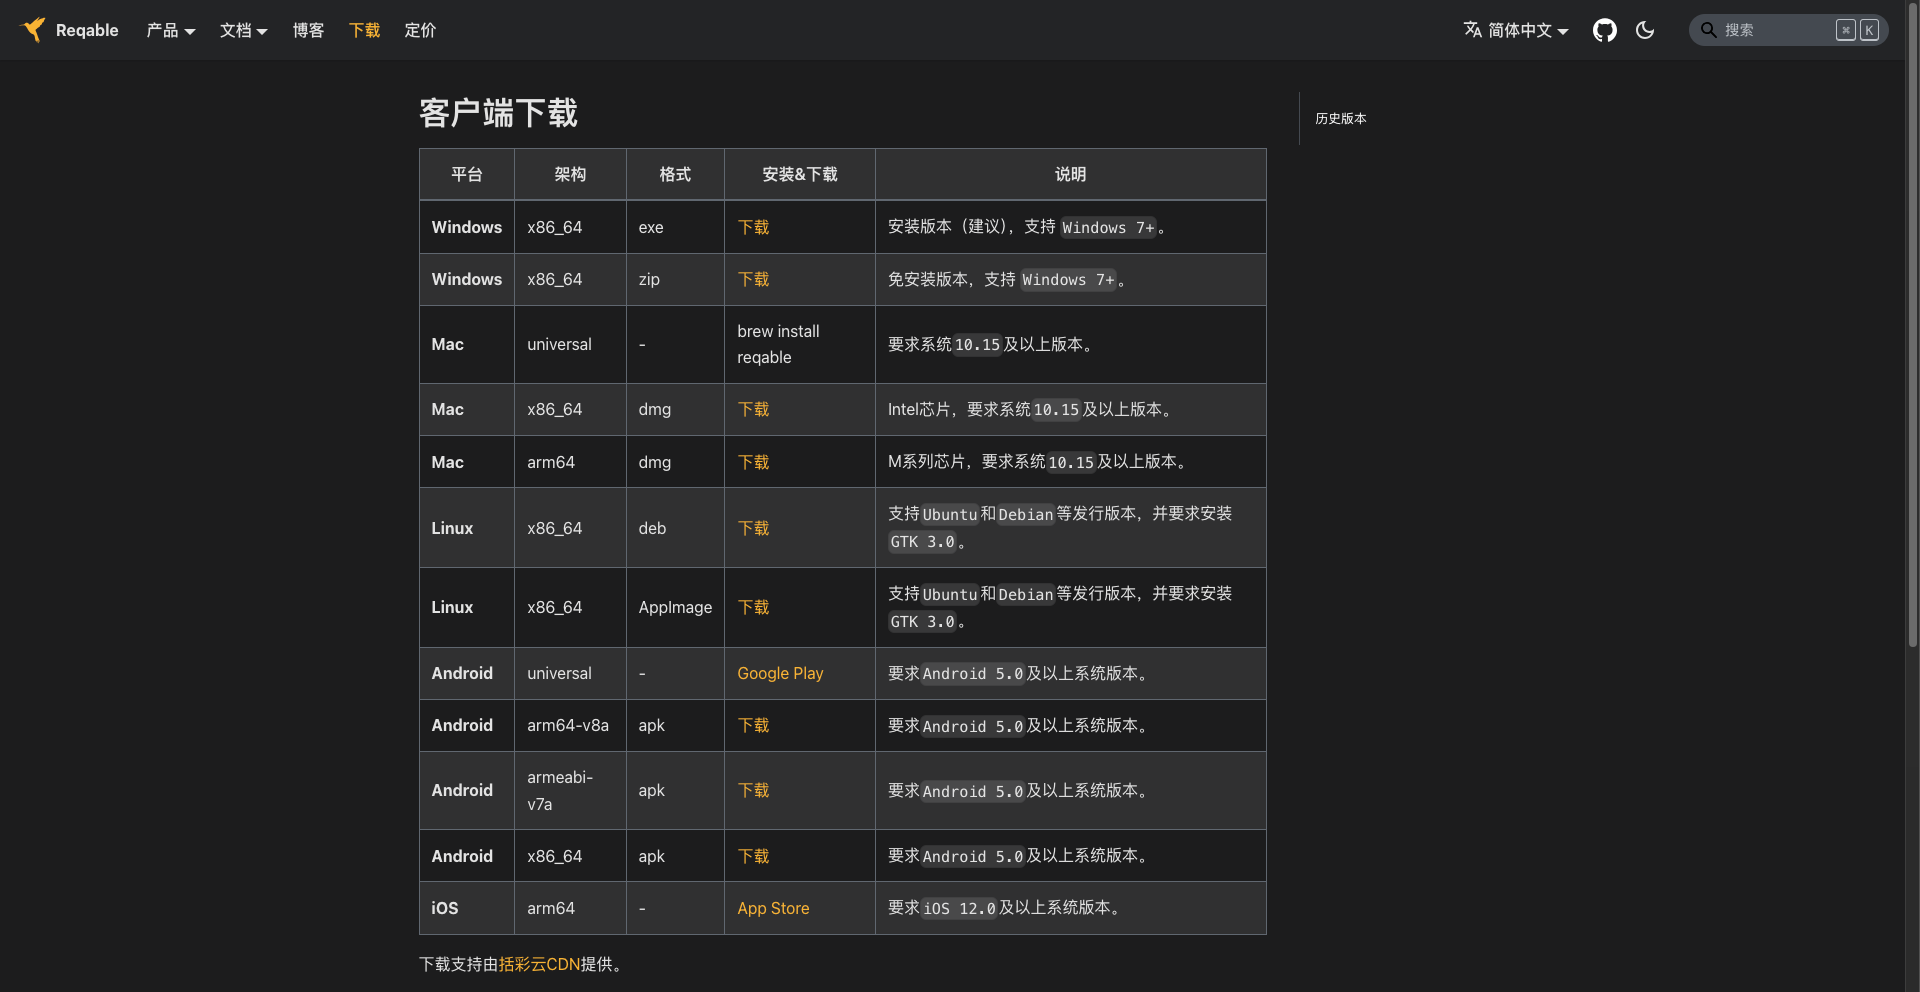 Reqable 产品 文档 博客 下载 定价 简体中文 搜索 ⌘ K
客户端下载
历史版本
平台 架构 格式 安装&下载 说明
Windows x86_64 exe 下载 安装版本（建议），支持 Windows 7+。
Windows x86_64 zip 下载 免安装版本，支持 Windows 7+。
Mac universal - brew install reqable 要求系统10.15及以上版本。
Mac x86_64 dmg 下载 Intel芯片，要求系统10.15及以上版本。
Mac arm64 dmg 下载 M系列芯片，要求系统10.15及以上版本。
Linux x86_64 deb 下载 支持Ubuntu和Debian等发行版本，并要求安装
GTK 3.0。
Linux x86_64 AppImage 下载 支持Ubuntu和Debian等发行版本，并要求安装
GTK 3.0。
Android universal - Google Play 要求Android 5.0及以上系统版本。
Android arm64-v8a apk 下载 要求Android 5.0及以上系统版本。
Android armeabi-v7a apk 下载 要求Android 5.0及以上系统版本。
Android x86_64 apk 下载 要求Android 5.0及以上系统版本。
iOS arm64 - App Store 要求iOS 12.0及以上系统版本。
下载支持由括彩云CDN提供。